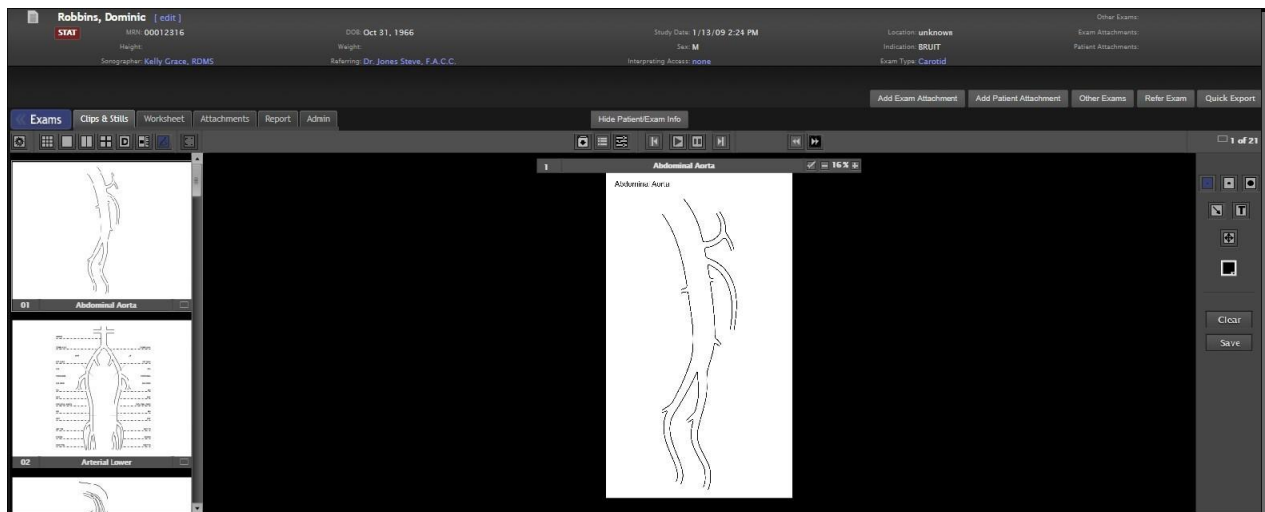 Robbins, Dominic [ edit ]
Other Exams:
STAT MRN: 00012316 DOB: Oct 31, 1966 Study Date: 1/13/09 2:24 PM Location: unknown Exam Attachments:
Height: Weight: Sex: M Indication: BRUIT Patient Attachments:
Sonographer: Kelly Grace, RDMS Referring: Dr. Jones Steve, F.A.C.C. Interpreting Access: none Exam Type: Carotid
Add Exam Attachment Add Patient Attachment Other Exams Refer Exam Quick Export
Exams Clips & Stills Worksheet Attachments Report Admin Hide Patient/Exam Info
D 1 of 21
1 Abdominal Aorta 16%
Abdominal Aorta
T
01 Abdominal Aorta
Clear
Save
02 Arterial Lower